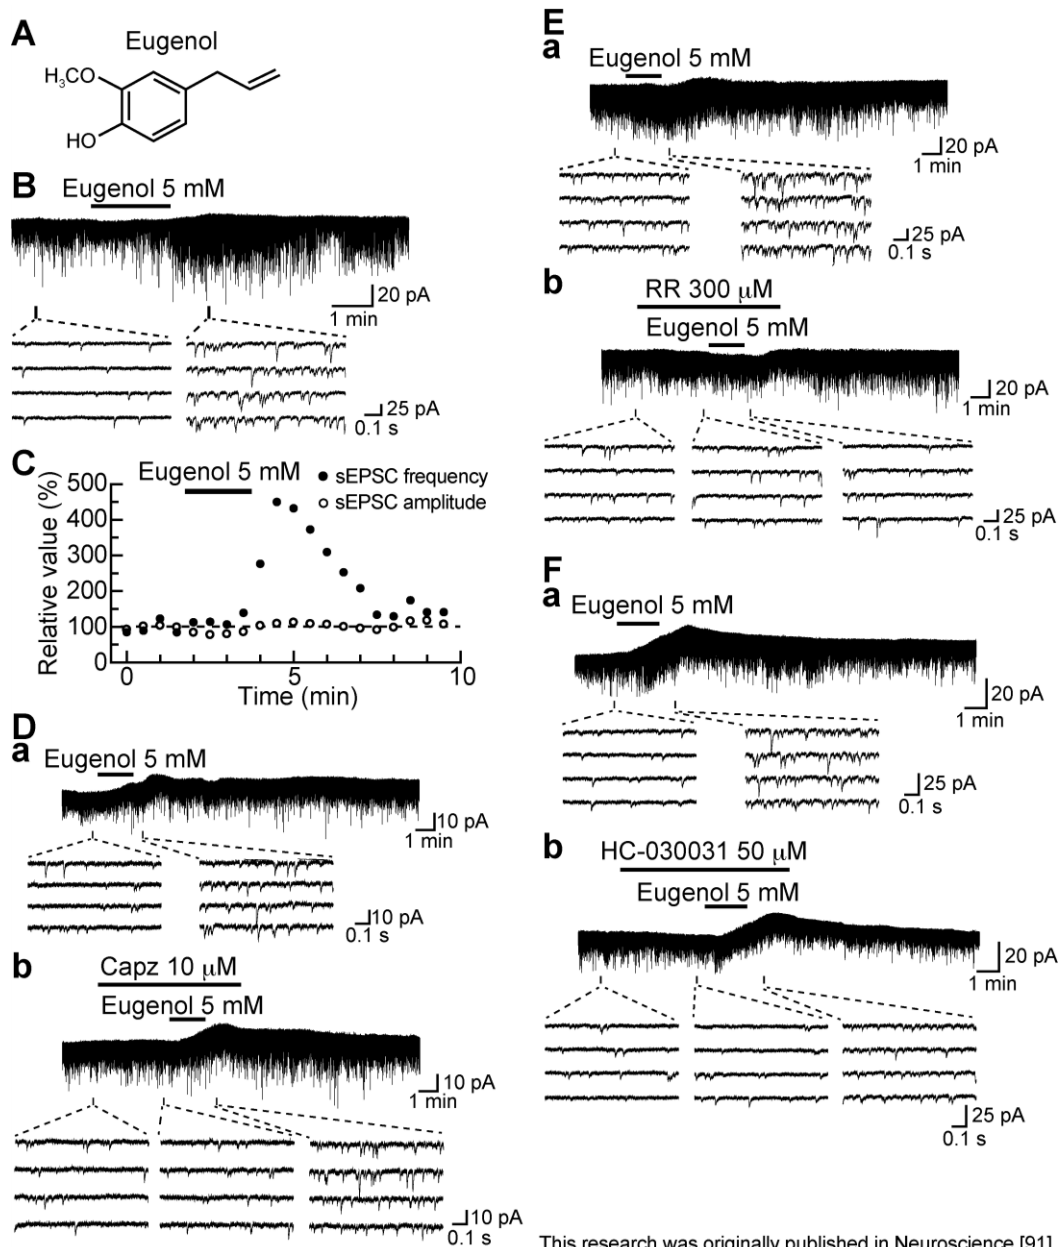 A
Eugenol
H3CO
HO
B
Eugenol 5 mM
20 pA
1 min
25 pA
0.1 s
C
Eugenol 5 mM
● sEPSC frequency
○ sEPSC amplitude
Relative value (%)
500
400
300
200
100
0
0 5 10
Time (min)
D
a
Eugenol 5 mM
10 pA
1 min
10 pA
0.1 s
b
Capz 10 μM
Eugenol 5 mM
10 pA
1 min
10 pA
0.1 s
E
a
Eugenol 5 mM
20 pA
1 min
25 pA
0.1 s
b
RR 300 μM
Eugenol 5 mM
20 pA
1 min
25 pA
0.1 s
F
a
Eugenol 5 mM
20 pA
1 min
25 pA
0.1 s
b
HC-030031 50 μM
Eugenol 5 mM
20 pA
1 min
25 pA
0.1 s
This research was originally published in Neuroscience [91]